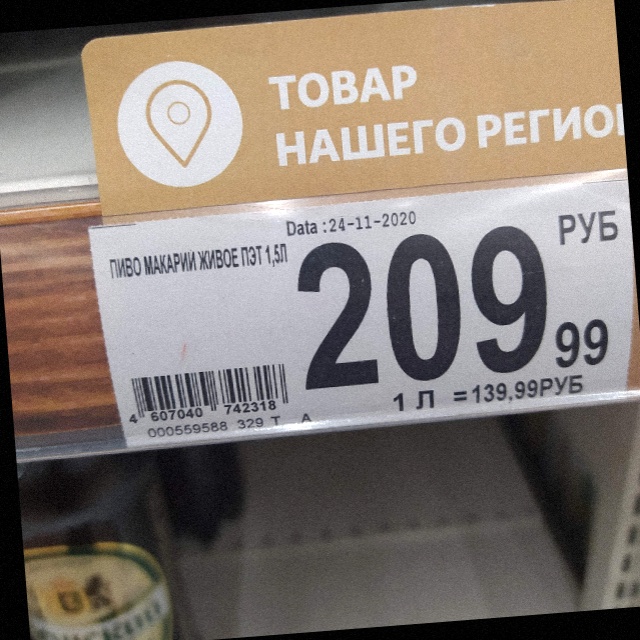 ТОВАР
НАШЕГО РЕГИО
Data :24-11-2020
ПИВО МАКАРИИ ЖИВОЕ ПЭТ 1,5Л
209
РУБ
99
1 Л =139,99РУБ
4 607040 742318
000559588 329 Т А